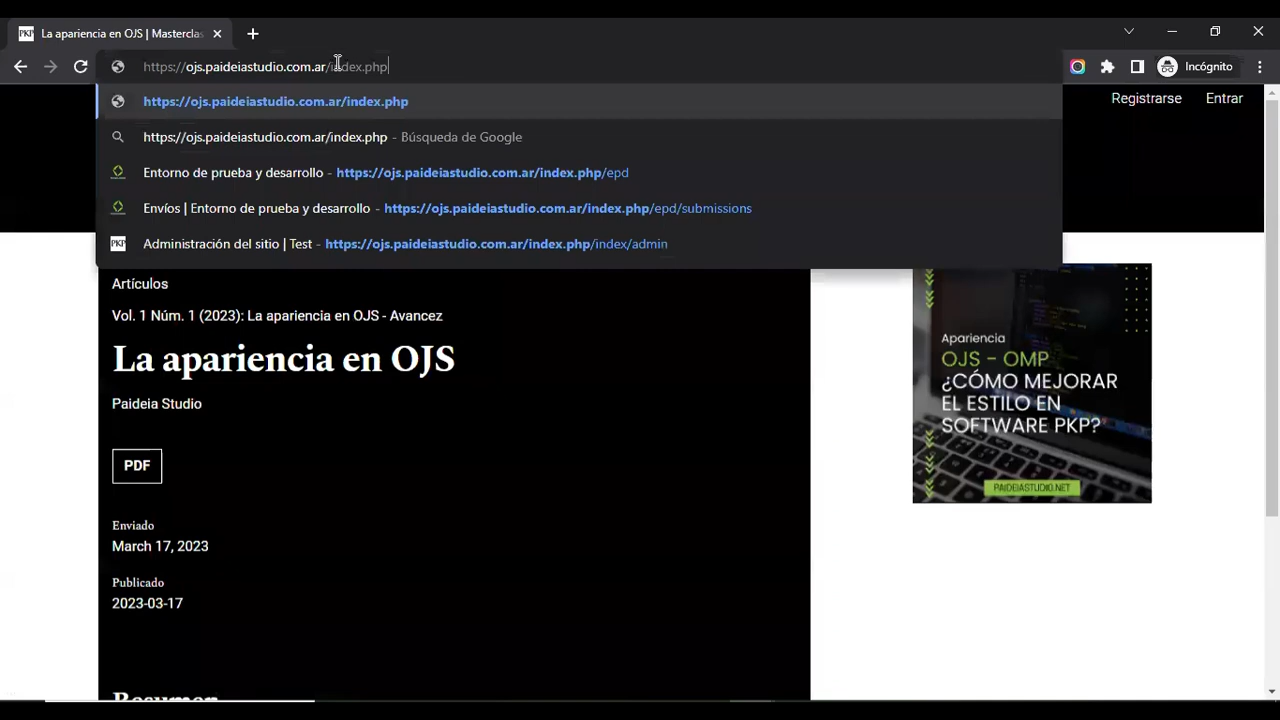 PKP La apariencia en OJS | Masterclas
https://ojs.paideiastudio.com.ar/index.php
Incógnito
https://ojs.paideiastudio.com.ar/index.php
https://ojs.paideiastudio.com.ar/index.php - Búsqueda de Google
Entorno de prueba y desarrollo - https://ojs.paideiastudio.com.ar/index.php/epd
Envíos | Entorno de prueba y desarrollo - https://ojs.paideiastudio.com.ar/index.php/epd/submissions
PKP Administración del sitio | Test - https://ojs.paideiastudio.com.ar/index.php/index/admin
Registrarse Entrar
Artículos
Vol. 1 Núm. 1 (2023): La apariencia en OJS - Avancez
La apariencia en OJS
Paideia Studio
PDF
Enviado
March 17, 2023
Publicado
2023-03-17
Resumen
Apariencia
OJS - OMP
¿CÓMO MEJORAR
EL ESTILO EN
SOFTWARE PKP?
PAIDEIASTUDIO.NET